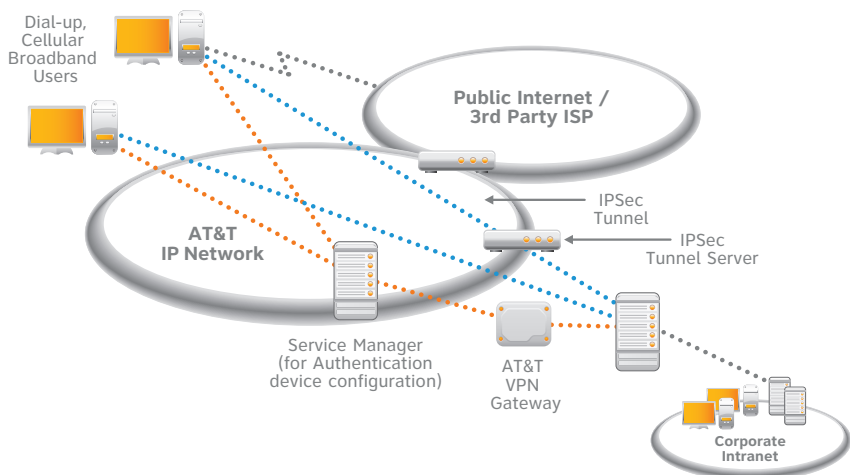 Dial-up,
Cellular
Broadband
Users
Public Internet /
3rd Party ISP
IPSec
Tunnel
AT&T
IP Network
IPSec
Tunnel Server
Service Manager
(for Authentication
device configuration)
AT&T
VPN
Gateway
Corporate
Intranet